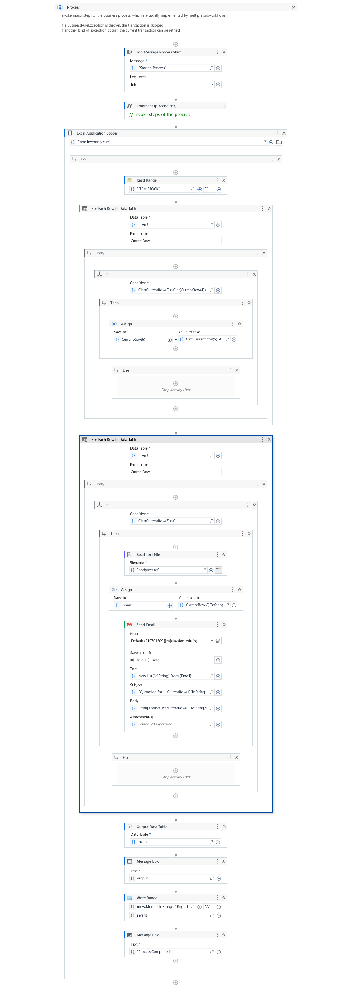 Process
Invoke major steps of the business process, which are usually implemented by multiple subworkflows.
If a BusinessRuleException is thrown, the transaction is skipped.
If another kind of exception occurs, the current transaction can be retried.
Log Message Process Start
Message *
{} "Started Process"
Log Level
Info
// Comment (placeholder)
// Invoke steps of the process
Excel Application Scope
{} "item inventory.xlsx"
Do
Read Range
{} "ITEM STOCK" ""
For Each Row in Data Table
Data Table *
{} invent
Item name
CurrentRow
Body
If
Condition *
{} CInt(CurrentRow(3))>CInt(CurrentRow(4))
Then
(x) Assign
Save to Value to save
{} CurrentRow(6) = {} CInt(CurrentRow(5))-C
Else
Drop Activity Here
For Each Row in Data Table
Data Table *
{} invent
Item name
CurrentRow
Body
If
Condition *
{} CInt(CurrentRow(6))>0
Then
Read Text File
Filename *
{} "bodytext.txt"
(x) Assign
Save to Value to save
{} Email = {} CurrentRow(2).ToString
Send Email
Gmail
Default (210701509@rajalakshmi.edu.in)
Save as draft
True False
To *
{} New List(Of String) From {Email}
Subject
{} "Quotation for "+CurrentRow(1).ToString
Body
{} String.Format(txt,currentRow(0).ToString,cu
Attachment(s)
{} Enter a VB expression
Else
Drop Activity Here
Output Data Table
Data Table *
{} invent
Message Box
Text *
{} output
Write Range
{} (now.Month).ToString+" Report "A1"
{} invent
Message Box
Text *
{} "Process Completed"